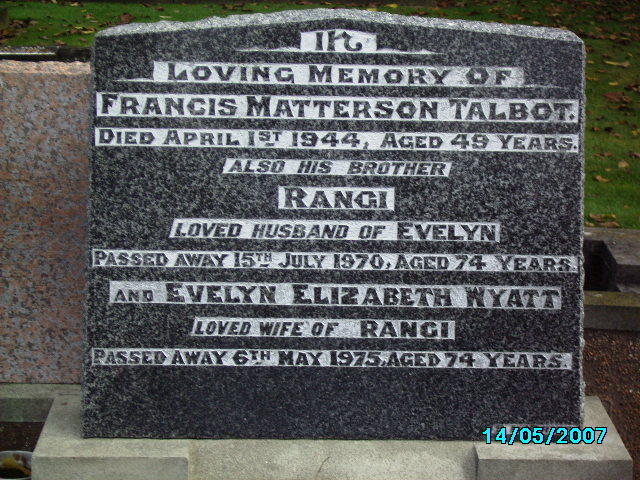 In
LOVING MEMORY OF
FRANCIS MATTERSON TALBOT.
DIED APRIL 1ST 1944, AGED 49 YEARS.
ALSO HIS BROTHER
RANGI
LOVED HUSBAND OF EVELYN
PASSED AWAY 15TH JULY 1970, AGED 74 YEARS.
AND EVELYN ELIZABETH WYATT
LOVED WIFE OF RANGI
PASSED AWAY 6TH MAY 1975, AGED 74 YEARS.
14/05/2007